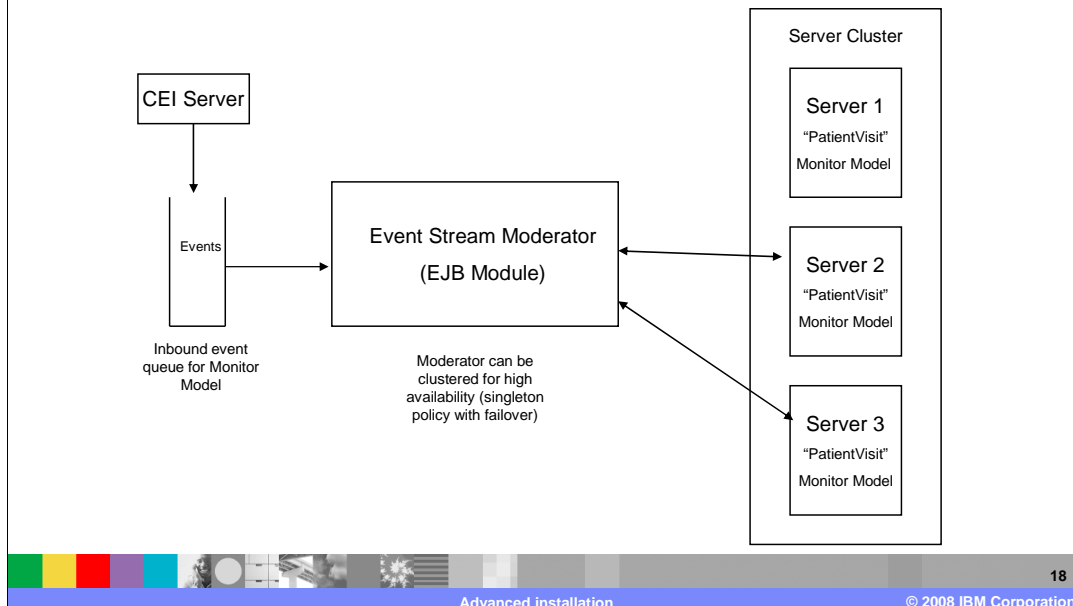 CEI Server
Events
Inbound event
queue for Monitor
Model
Event Stream Moderator
(EJB Module)
Moderator can be
clustered for high
availability (singleton
policy with failover)
Server Cluster
Server 1
“PatientVisit”
Monitor Model
Server 2
“PatientVisit”
Monitor Model
Server 3
“PatientVisit”
Monitor Model
18
Advanced installation
© 2008 IBM Corporation